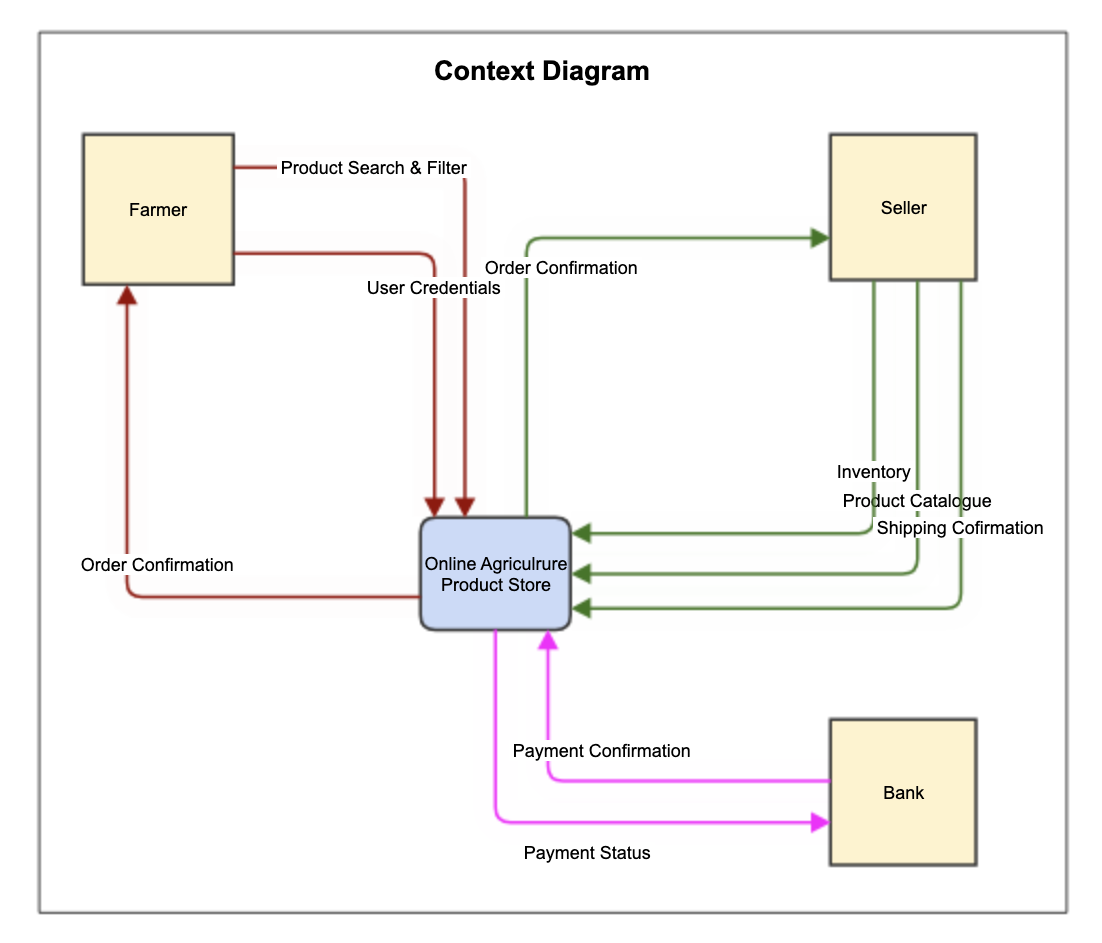 Context Diagram
Product Search & Filter
Farmer
Seller
Order Confirmation
User Credentials
Inventory
Product Catalogue
Shipping Cofirmation
Online Agriculrure
Product Store
Order Confirmation
Payment Confirmation
Bank
Payment Status